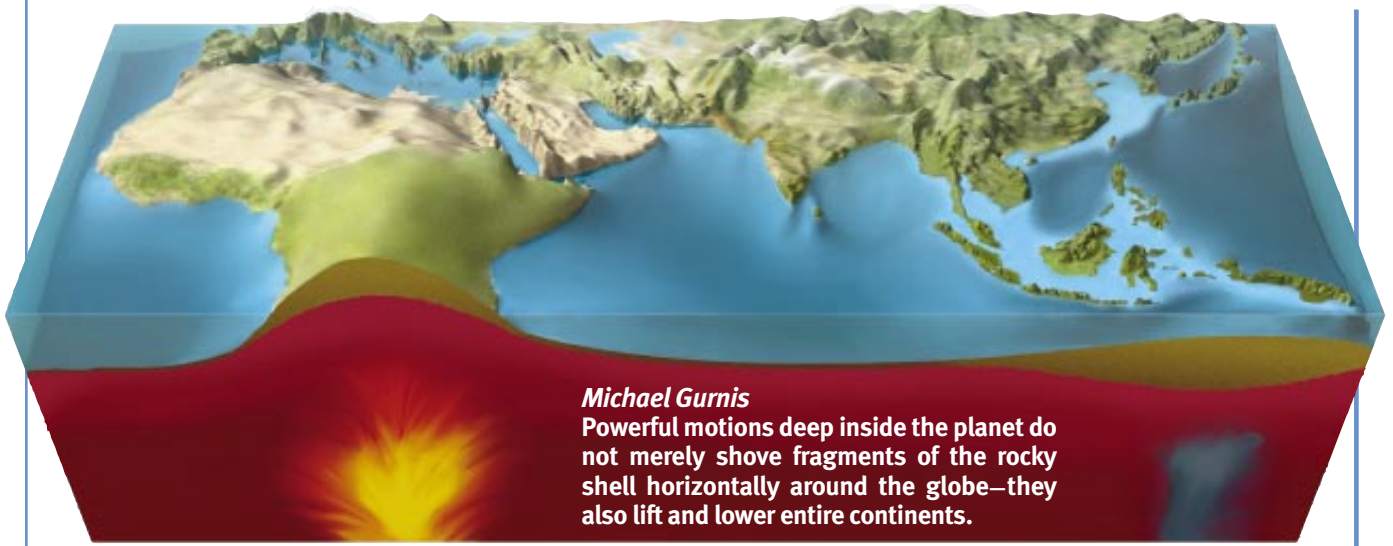 Michael Gurnis
Powerful motions deep inside the planet do
not merely shove fragments of the rocky
shell horizontally around the globe—they
also lift and lower entire continents.